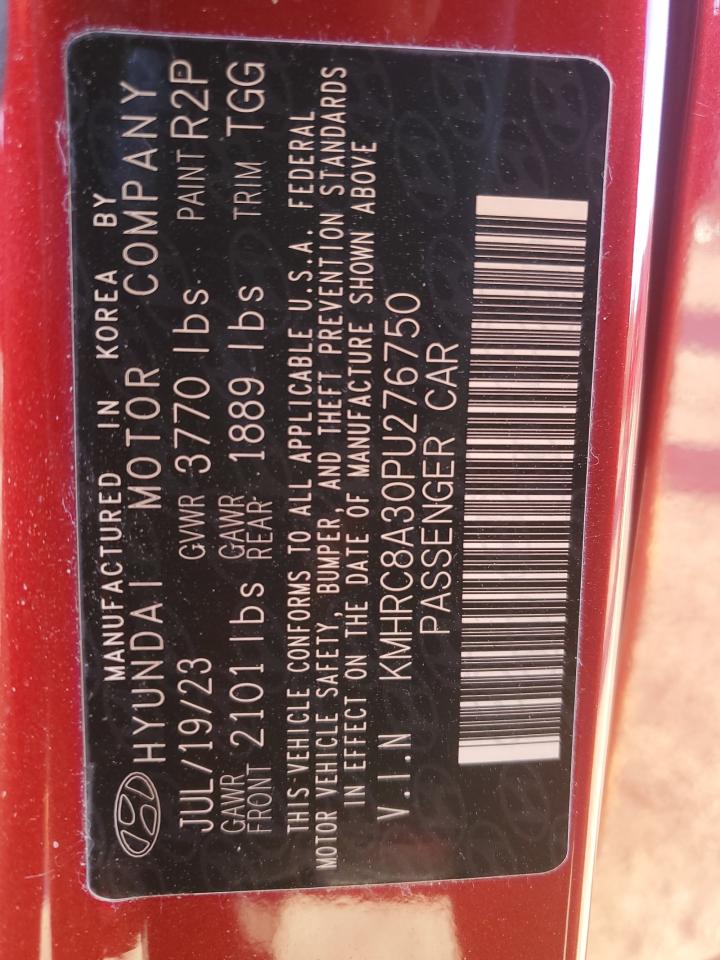 MANUFACTURED IN KOREA BY
HYUNDAI MOTOR COMPANY
JUL/19/23 GVWR 3770 lbs. PAINT R2P
GAWR FRONT 2101 lbs GAWR REAR 1889 lbs TRIM TGG
THIS VEHICLE CONFORMS TO ALL APPLICABLE U.S.A. FEDERAL
MOTOR VEHICLE SAFETY, BUMPER, AND THEFT PREVENTION STANDARDS
IN EFFECT ON THE DATE OF MANUFACTURE SHOWN ABOVE
V.I.N KMHRC8A30PU276750
PASSENGER CAR